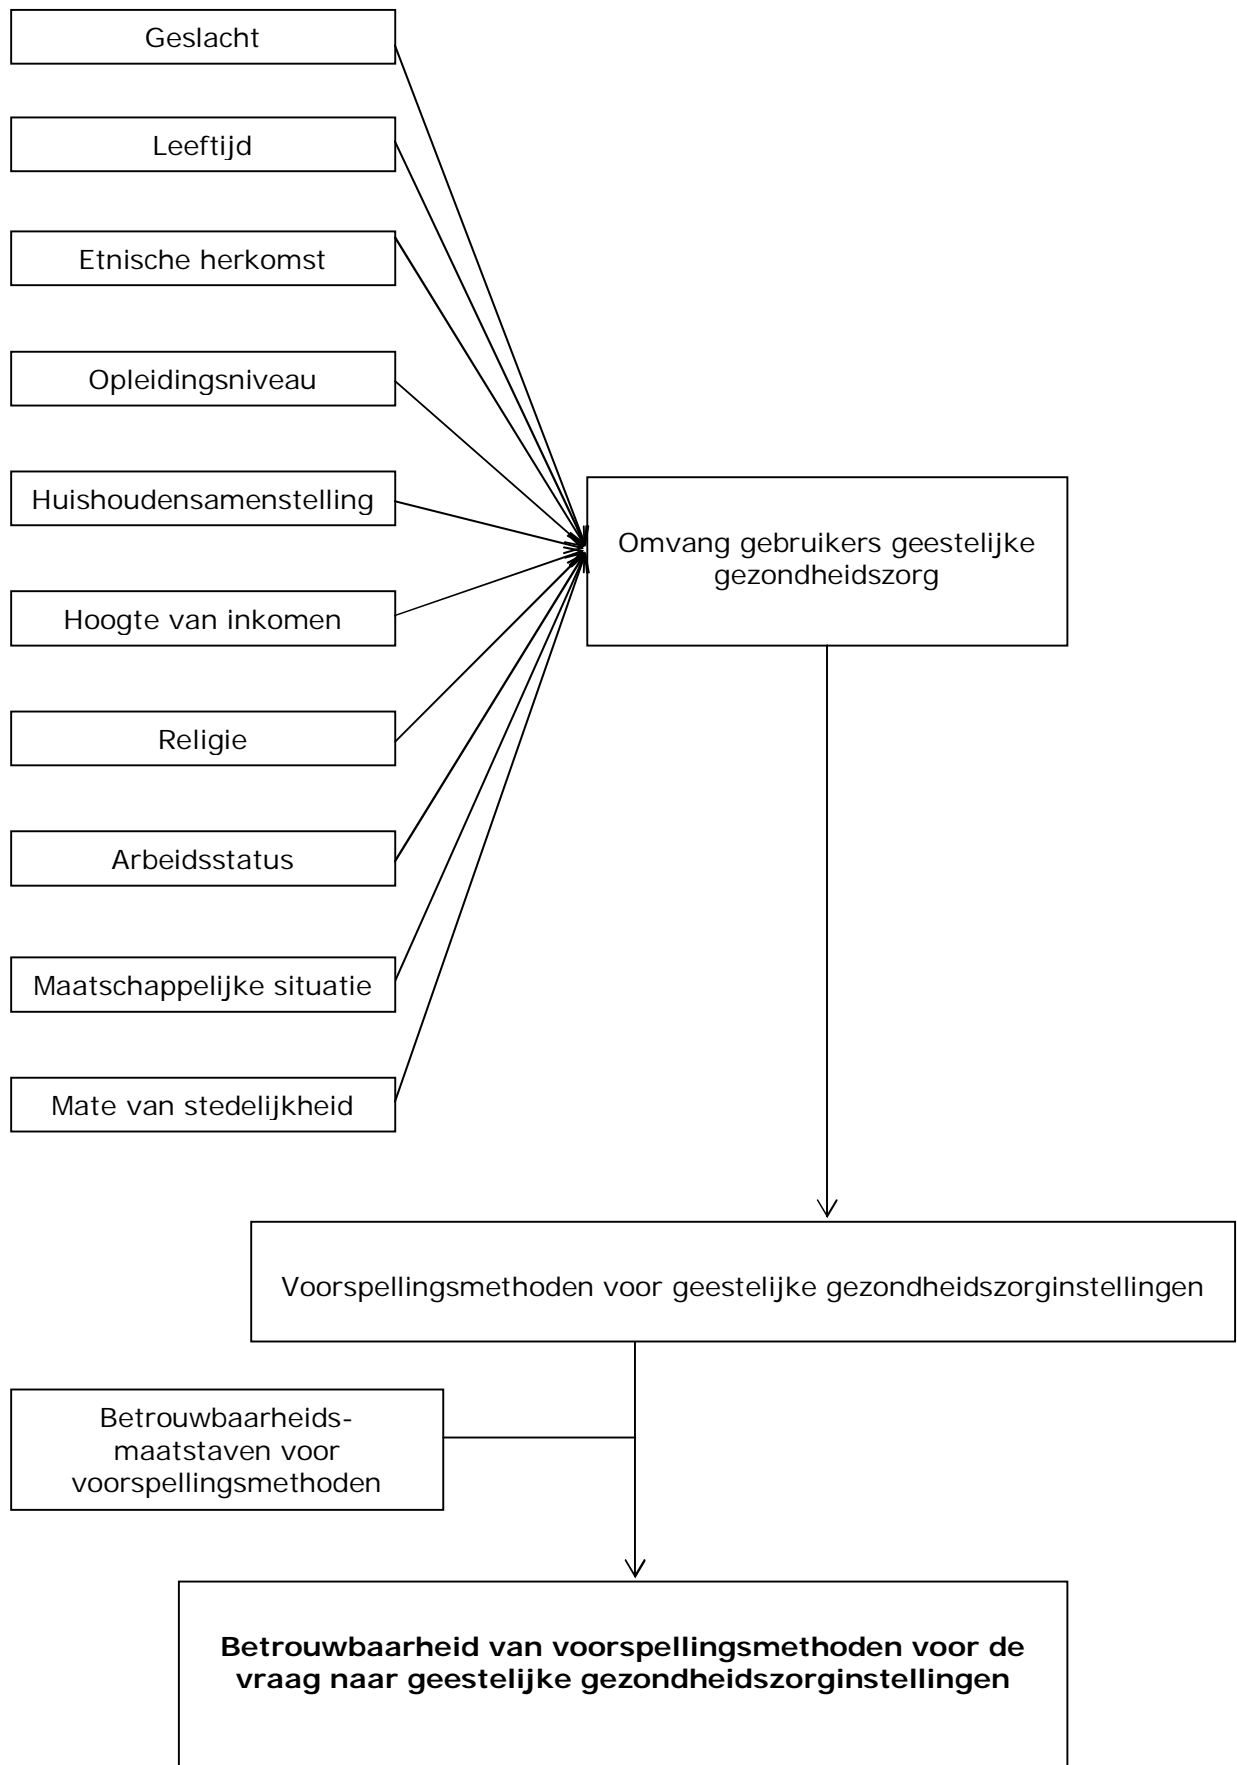 Geslacht
Leeftijd
Etnische herkomst
Opleidingsniveau
Huishoudensamenstelling
Omvang gebruikers geestelijke
gezondheidszorg
Hoogte van inkomen
Religie
Arbeidsstatus
Maatschappelijke situatie
Mate van stedelijkheid
Voorspellingsmethoden voor geestelijke gezondheidszorginstellingen
Betrouwbaarheids-
maatstaven voor
voorspellingsmethoden
Betrouwbaarheid van voorspellingsmethoden voor de
vraag naar geestelijke gezondheidszorginstellingen